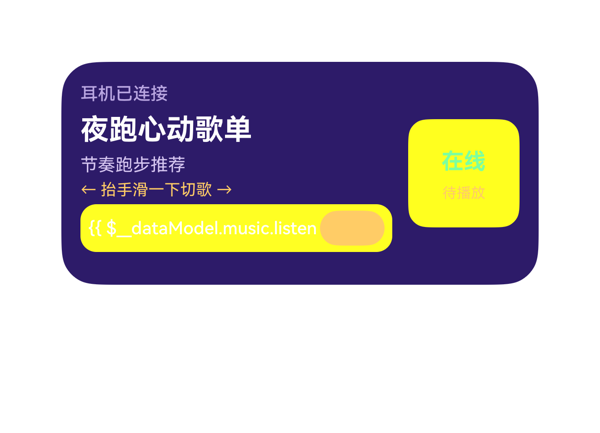 耳机已连接
夜跑心动歌单
节奏跑步推荐
← 抬手滑一下切歌 →
{{ $__dataModel.music.listen
在线
待播放